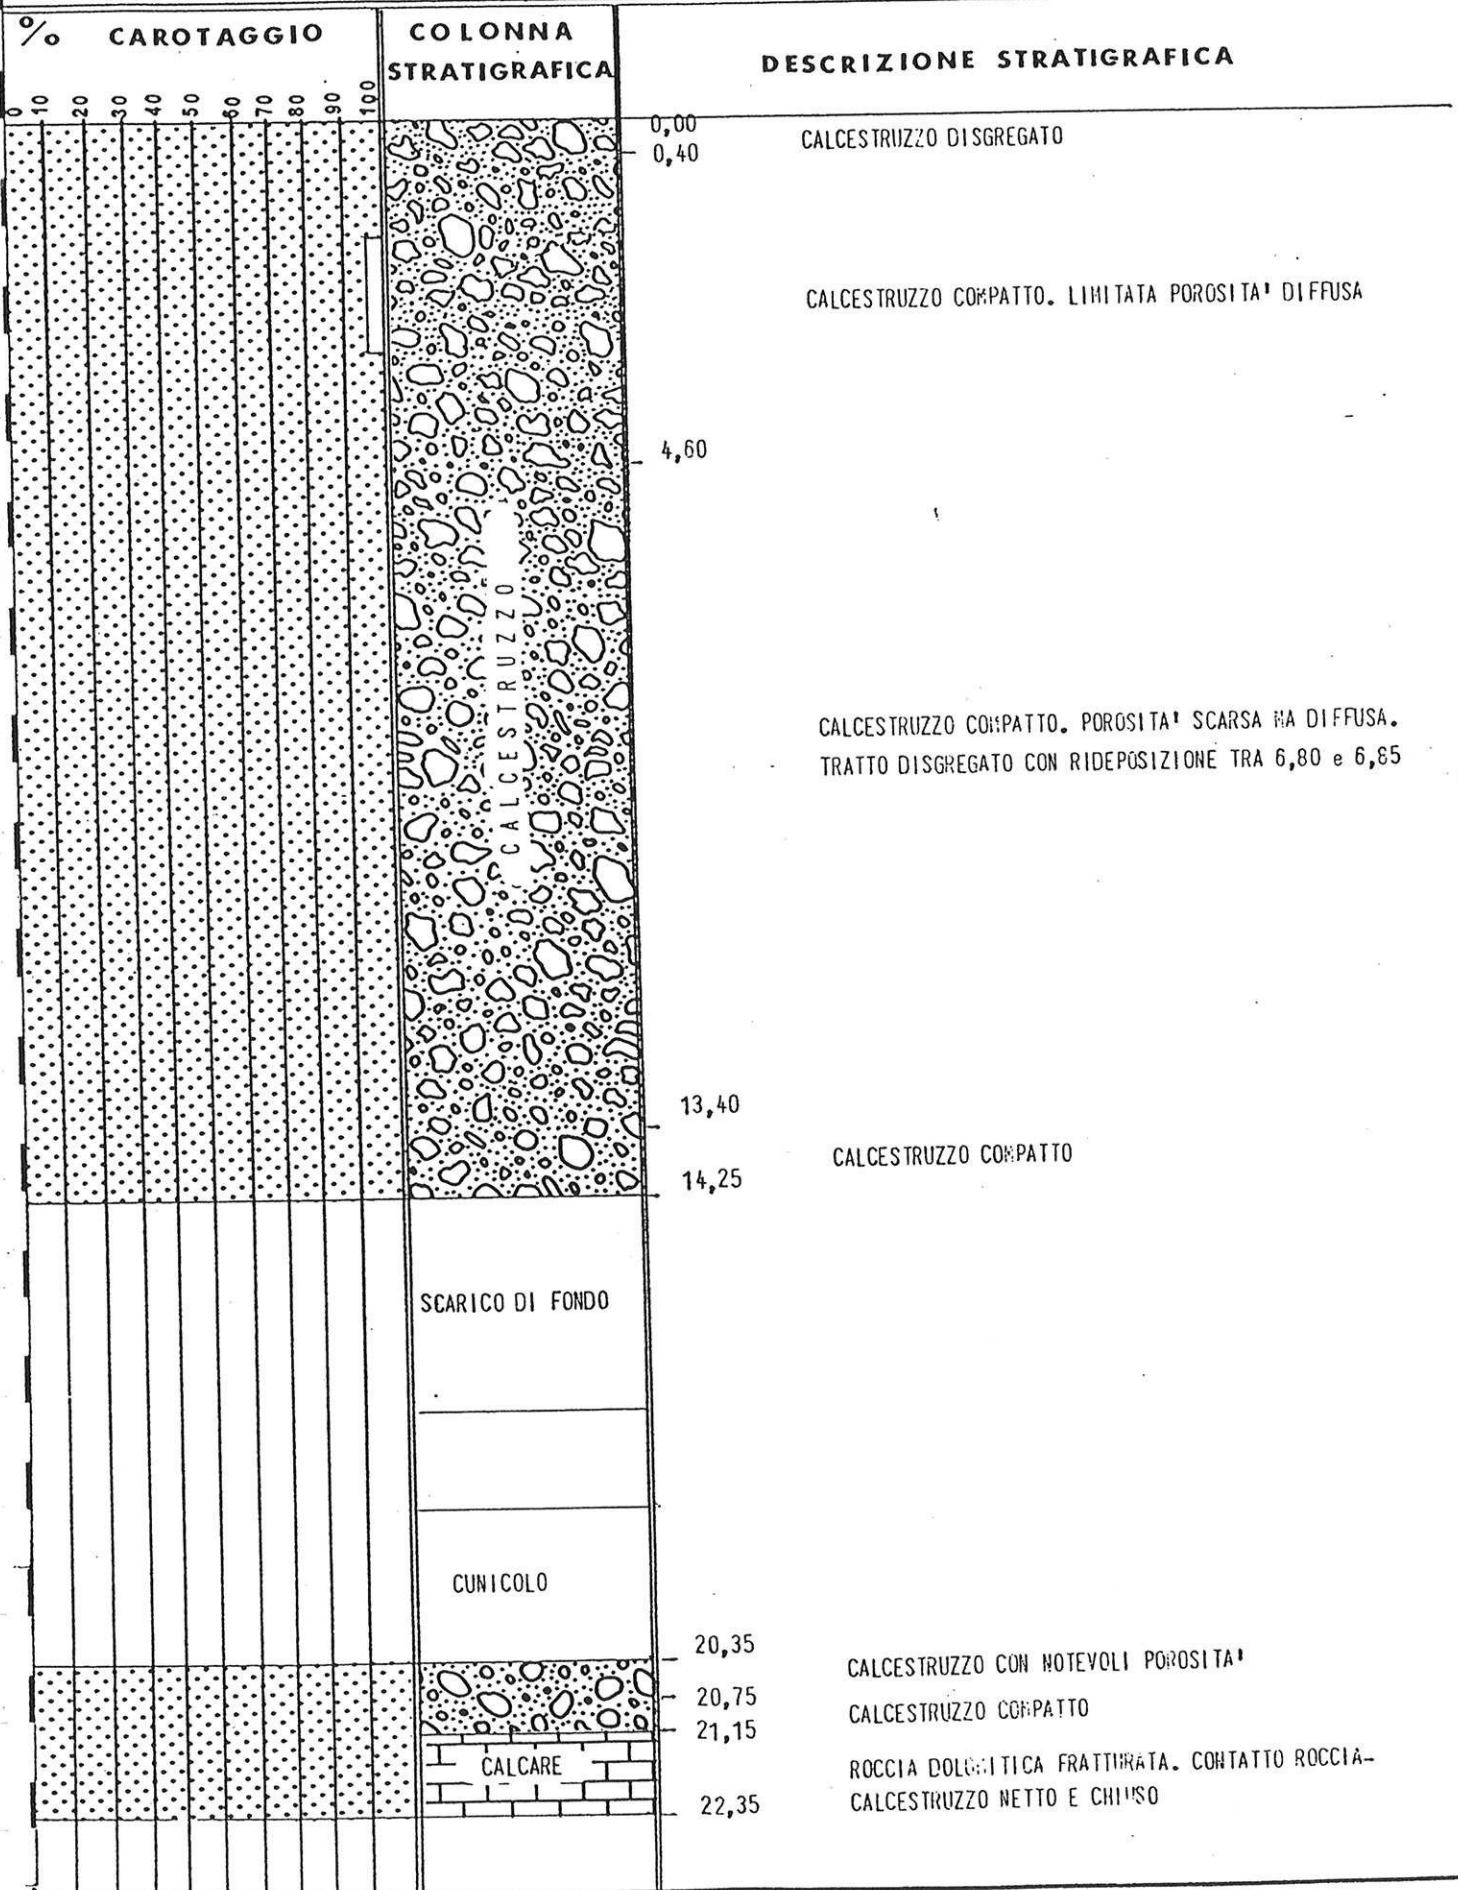 % CAROTAGGIO
COLONNA
STRATIGRAFICA
DESCRIZIONE STRATIGRAFICA
0 10 20 30 40 50 60 70 80 90 100
0,00
CALCESTRUZZO DISGREGATO
0,40
CALCESTRUZZO COMPATTO. LIMITATA POROSITA' DIFFUSA
4,60
CALCESTRUZZO
CALCESTRUZZO COMPATTO. POROSITA' SCARSA MA DIFFUSA.
TRATTO DISGREGATO CON RIDEPOSIZIONE TRA 6,80 e 6,85
13,40
CALCESTRUZZO COMPATTO
14,25
SCARICO DI FONDO
CUNICOLO
20,35
CALCESTRUZZO CON NOTEVOLI POROSITA'
20,75
CALCESTRUZZO COMPATTO
21,15
CALCARE
ROCCIA DOLOMITICA FRATTURATA. CONTATTO ROCCIA-
CALCESTRUZZO NETTO E CHIUSO
22,35